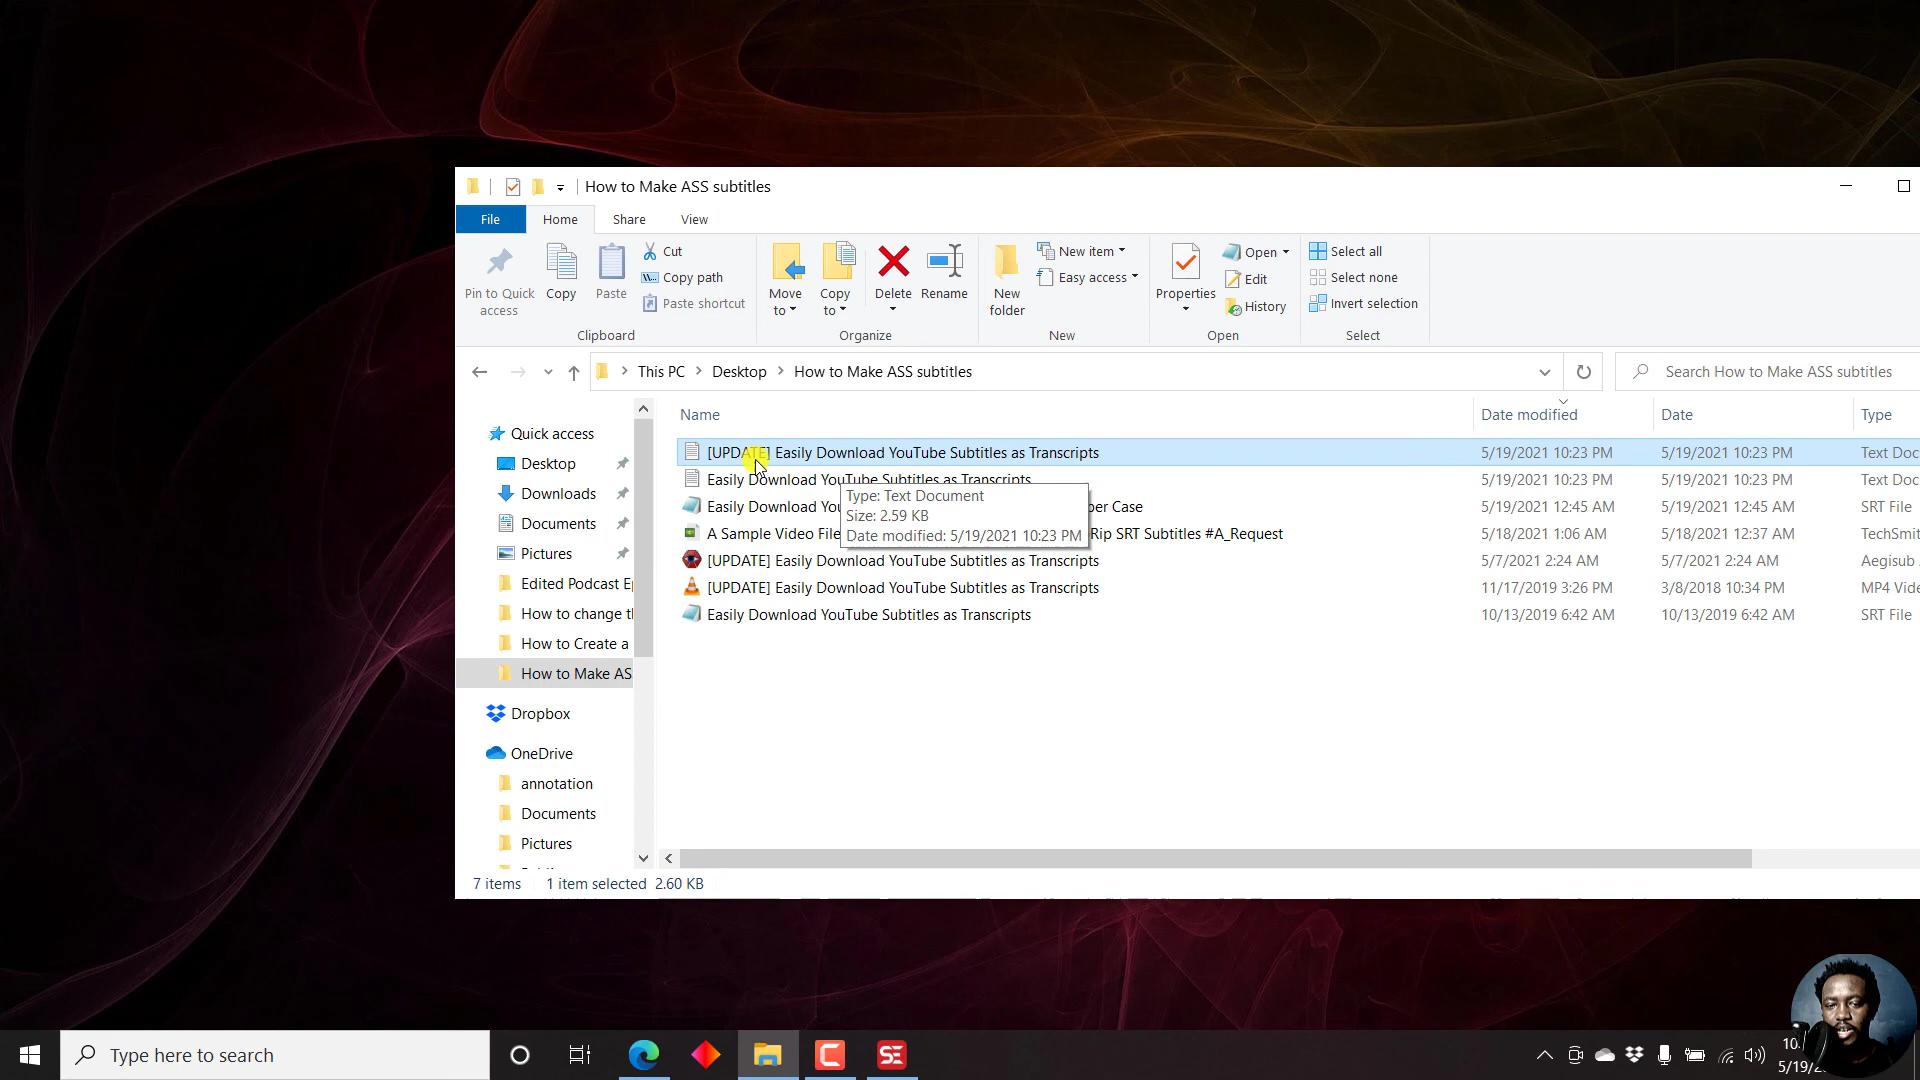 How to Make ASS subtitles
File Home Share View
Pin to Quick access
Copy
Paste
Cut
Copy path
Paste shortcut
Clipboard
Move to
Copy to
Delete
Rename
Organize
New folder
New item
Easy access
New
Properties
Open
Edit
History
Open
Select all
Select none
Invert selection
Select
This PC > Desktop > How to Make ASS subtitles
Search How to Make ASS subtitles
Quick access
Desktop
Downloads
Documents
Pictures
Edited Podcast E
How to change t
How to Create a
How to Make AS
Dropbox
OneDrive
annotation
Documents
Pictures
Name Date modified Date Type
[UPDATE] Easily Download YouTube Subtitles as Transcripts 5/19/2021 10:23 PM 5/19/2021 10:23 PM Text Doc
Easily Download YouTube Subtitles as Transcripts 5/19/2021 10:23 PM 5/19/2021 10:23 PM Text Doc
Easily Download You per Case 5/19/2021 12:45 AM 5/19/2021 12:45 AM SRT File
A Sample Video File Rip SRT Subtitles #A_Request 5/18/2021 1:06 AM 5/18/2021 12:37 AM TechSmit
[UPDATE] Easily Download YouTube Subtitles as Transcripts 5/7/2021 2:24 AM 5/7/2021 2:24 AM Aegisub
[UPDATE] Easily Download YouTube Subtitles as Transcripts 11/17/2019 3:26 PM 3/8/2018 10:34 PM MP4 Vide
Easily Download YouTube Subtitles as Transcripts 10/13/2019 6:42 AM 10/13/2019 6:42 AM SRT File
Type: Text Document
Size: 2.59 KB
Date modified: 5/19/2021 10:23 PM
7 items 1 item selected 2.60 KB
Type here to search
SE
10:
5/19/2